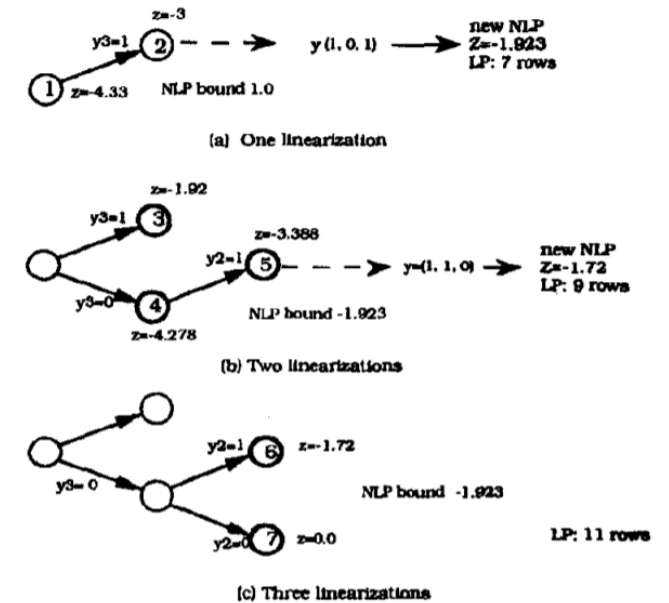 z=-3
y3=1
2
y (1, 0, 1)
new NLP
Z=-1.923
LP: 7 rows
1
z=-4.33
NLP bound 1.0
(a) One linearization
z=-1.92
y3=1
3
z=-3.388
y2=1
5
y=(1, 1, 0)
new NLP
Z=-1.72
LP: 9 rows
y3=0
4
NLP bound -1.923
z=-4.278
(b) Two linearizations
y2=1
6
z=-1.72
y3= 0
NLP bound -1.923
y2=0
7
z=0.0
LP: 11 rows
(c) Three linearizations